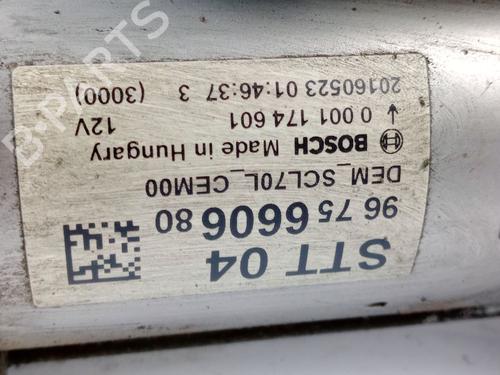 STT 04
96 75 6606 80
DEM_SCL70L_CEM00
BOSCH Made in Hungary
0 001 174 601 12V
20160523 01:46:37 3 (3000)
B-PARTS